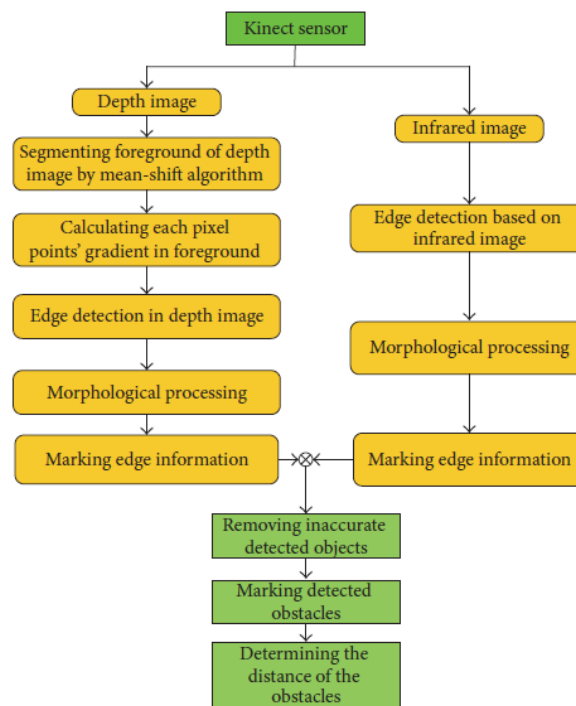 Kinect sensor
Depth image
Infrared image
Segmenting foreground of depth
image by mean-shift algorithm
Calculating each pixel
points' gradient in foreground
Edge detection based on
infrared image
Edge detection in depth image
Morphological processing
Morphological processing
Marking edge information
Marking edge information
Removing inaccurate
detected objects
Marking detected
obstacles
Determining the
distance of the
obstacles